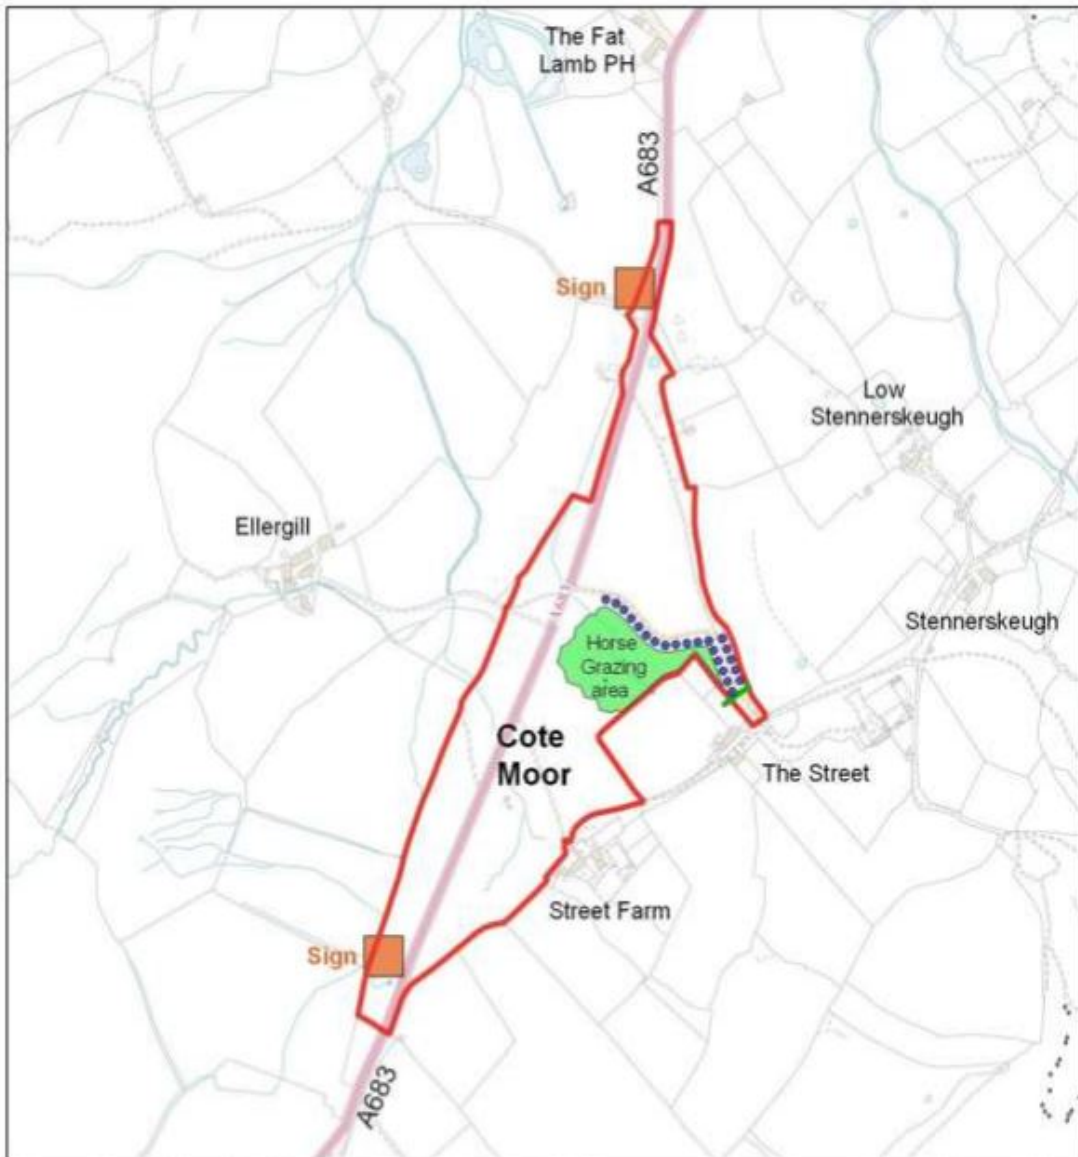 The Fat
Lamb PH
A683
Sign
Low
Stennerskeugh
Ellergill
Stennerskeugh
A683
Horse
Grazing
area
Cote
Moor
The Street
Street Farm
Sign
A683